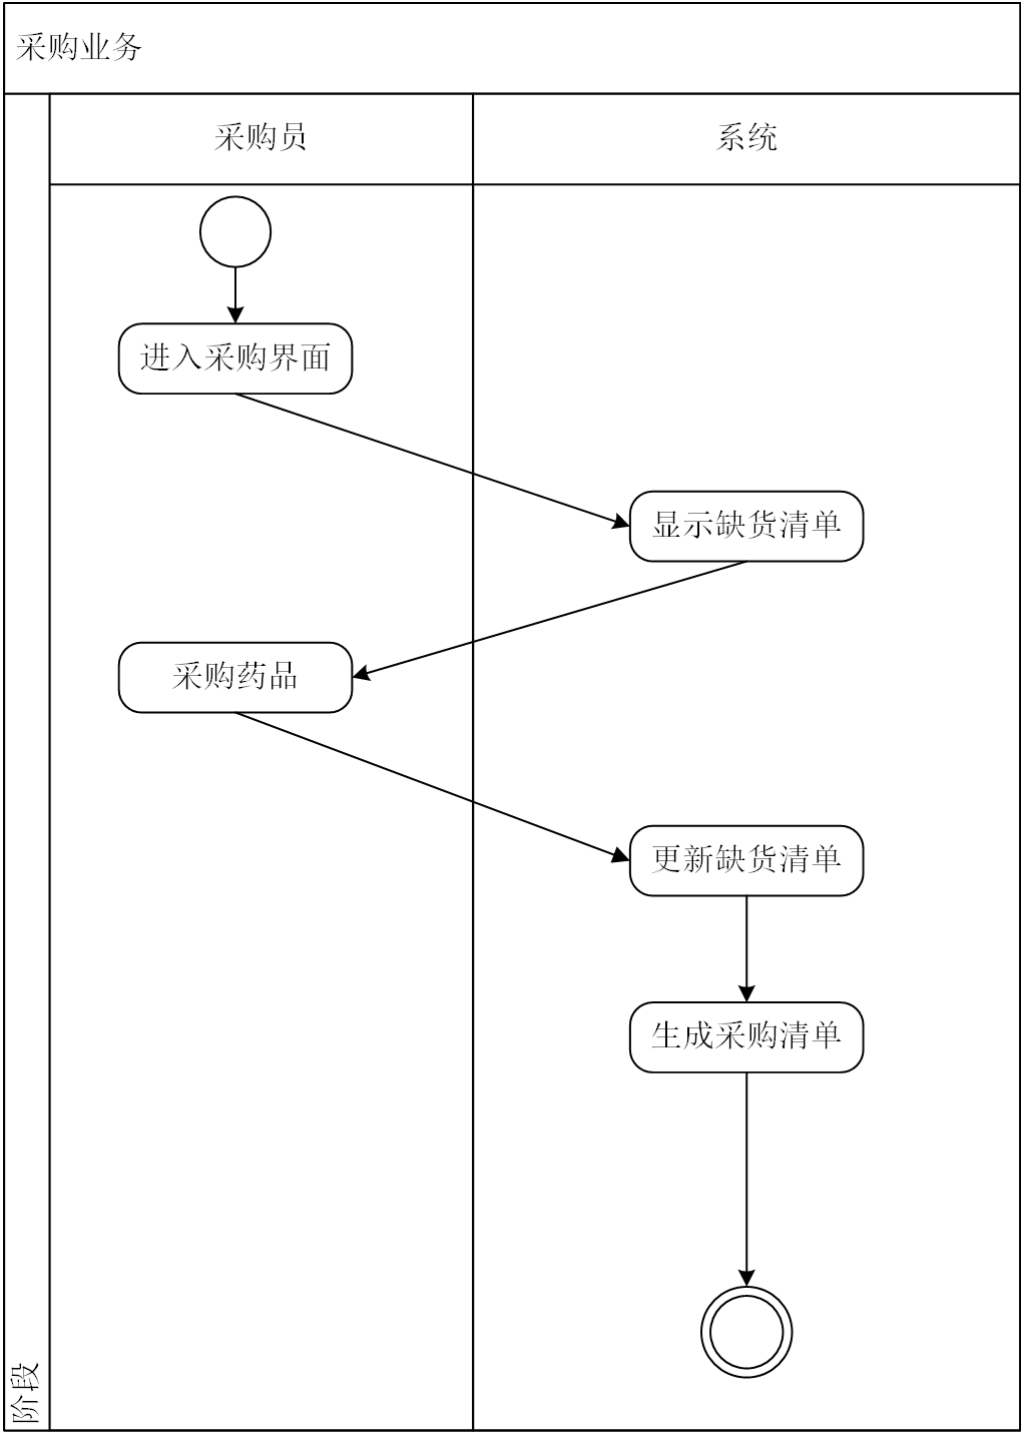 采购业务
采购员
系统
进入采购界面
显示缺货清单
采购药品
更新缺货清单
生成采购清单
阶段